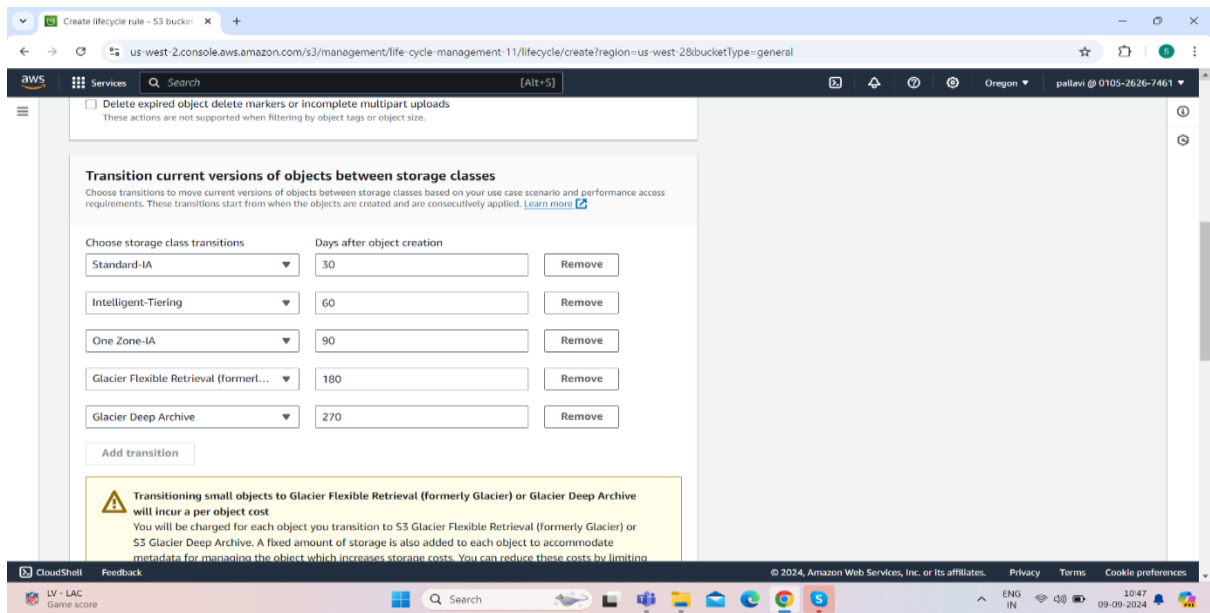 Create lifecycle rule - S3 bucket
us-west-2.console.aws.amazon.com/s3/management/life-cycle-management-11/lifecycle/create?region=us-west-2&bucketType=general
S
aws Services Search [Alt+S] Oregon pallavi @ 0105-2626-7461
Delete expired object delete markers or incomplete multipart uploads
These actions are not supported when filtering by object tags or object size.
Transition current versions of objects between storage classes
Choose transitions to move current versions of objects between storage classes based on your use case scenario and performance access
requirements. These transitions start from when the objects are created and are consecutively applied. Learn more
Choose storage class transitions Days after object creation
Standard-IA 30 Remove
Intelligent-Tiering 60 Remove
One Zone-IA 90 Remove
Glacier Flexible Retrieval (formerl... 180 Remove
Glacier Deep Archive 270 Remove
Add transition
Transitioning small objects to Glacier Flexible Retrieval (formerly Glacier) or Glacier Deep Archive
will incur a per object cost
You will be charged for each object you transition to S3 Glacier Flexible Retrieval (formerly Glacier) or
S3 Glacier Deep Archive. A fixed amount of storage is also added to each object to accommodate
metadata for managing the object which increases storage costs. You can reduce these costs by limiting
CloudShell Feedback © 2024, Amazon Web Services, Inc. or its affiliates. Privacy Terms Cookie preferences
LV - LAC
Game score
Search
S
ENG
IN
10:47
09-09-2024